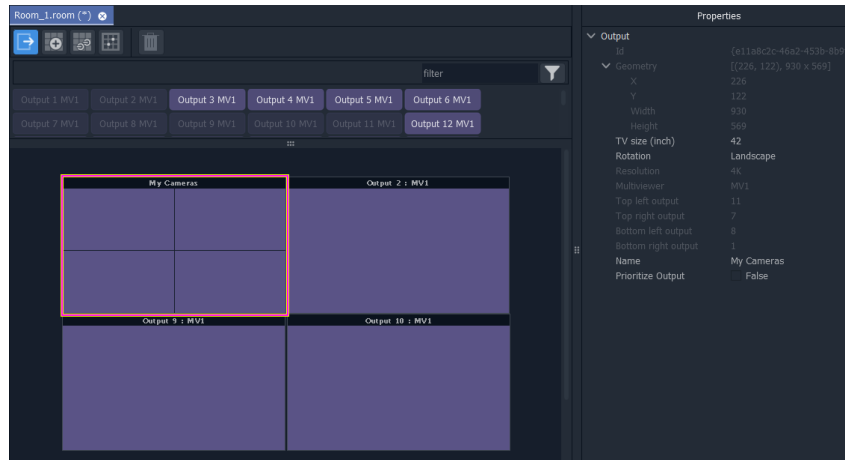 Room_1.room (*)
Properties
filter
Output 1 MV1 Output 2 MV1 Output 3 MV1 Output 4 MV1 Output 5 MV1 Output 6 MV1
Output 7 MV1 Output 8 MV1 Output 9 MV1 Output 10 MV1 Output 11 MV1 Output 12 MV1
My Cameras Output 2 : MV1
Output 9 : MV1 Output 10 : MV1
Output
Id {e11a8c2c-46a2-453b-8b9
Geometry [(226, 122), 930 x 569]
X 226
Y 122
Width 930
Height 569
TV size (inch) 42
Rotation Landscape
Resolution 4K
Multiviewer MV1
Top left output 11
Top right output 7
Bottom left output 8
Bottom right output 1
Name My Cameras
Prioritize Output False